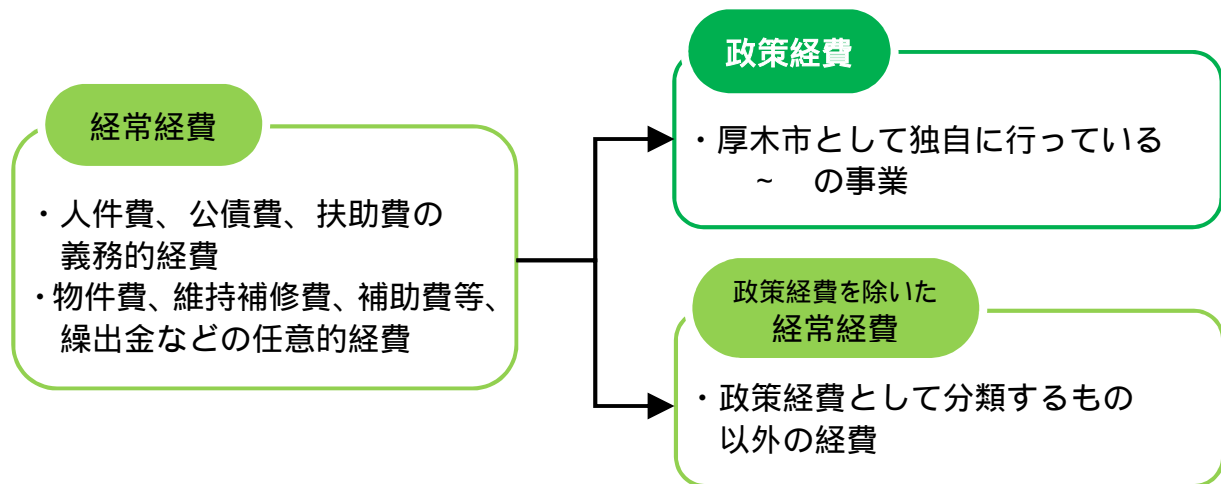 経常経費
・人件費、公債費、扶助費の
義務的経費
・物件費、維持補修費、補助費等、
繰出金などの任意的経費
政策経費
・厚木市として独自に行っている
~ の事業
政策経費を除いた
経常経費
・政策経費として分類するもの
以外の経費